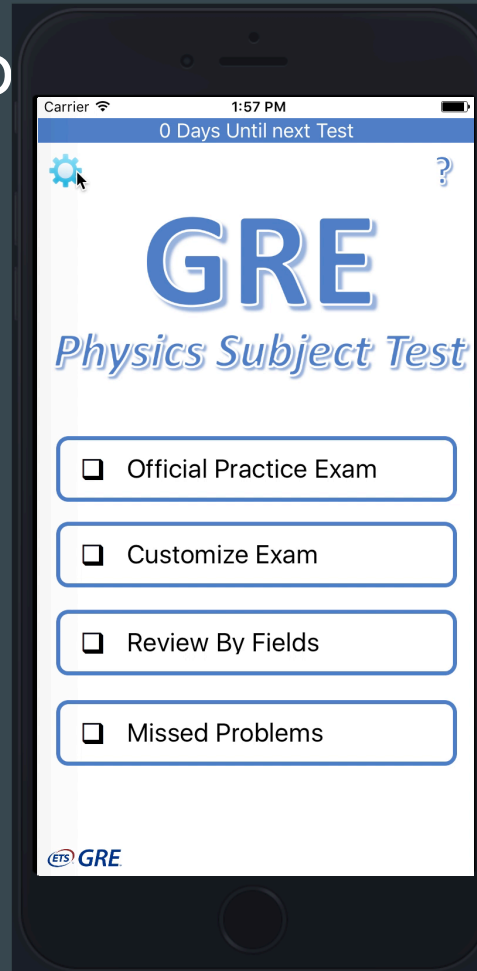 Carrier 1:57 PM
0 Days Until next Test
?
GRE
Physics Subject Test
Official Practice Exam
Customize Exam
Review By Fields
Missed Problems
ETS GRE